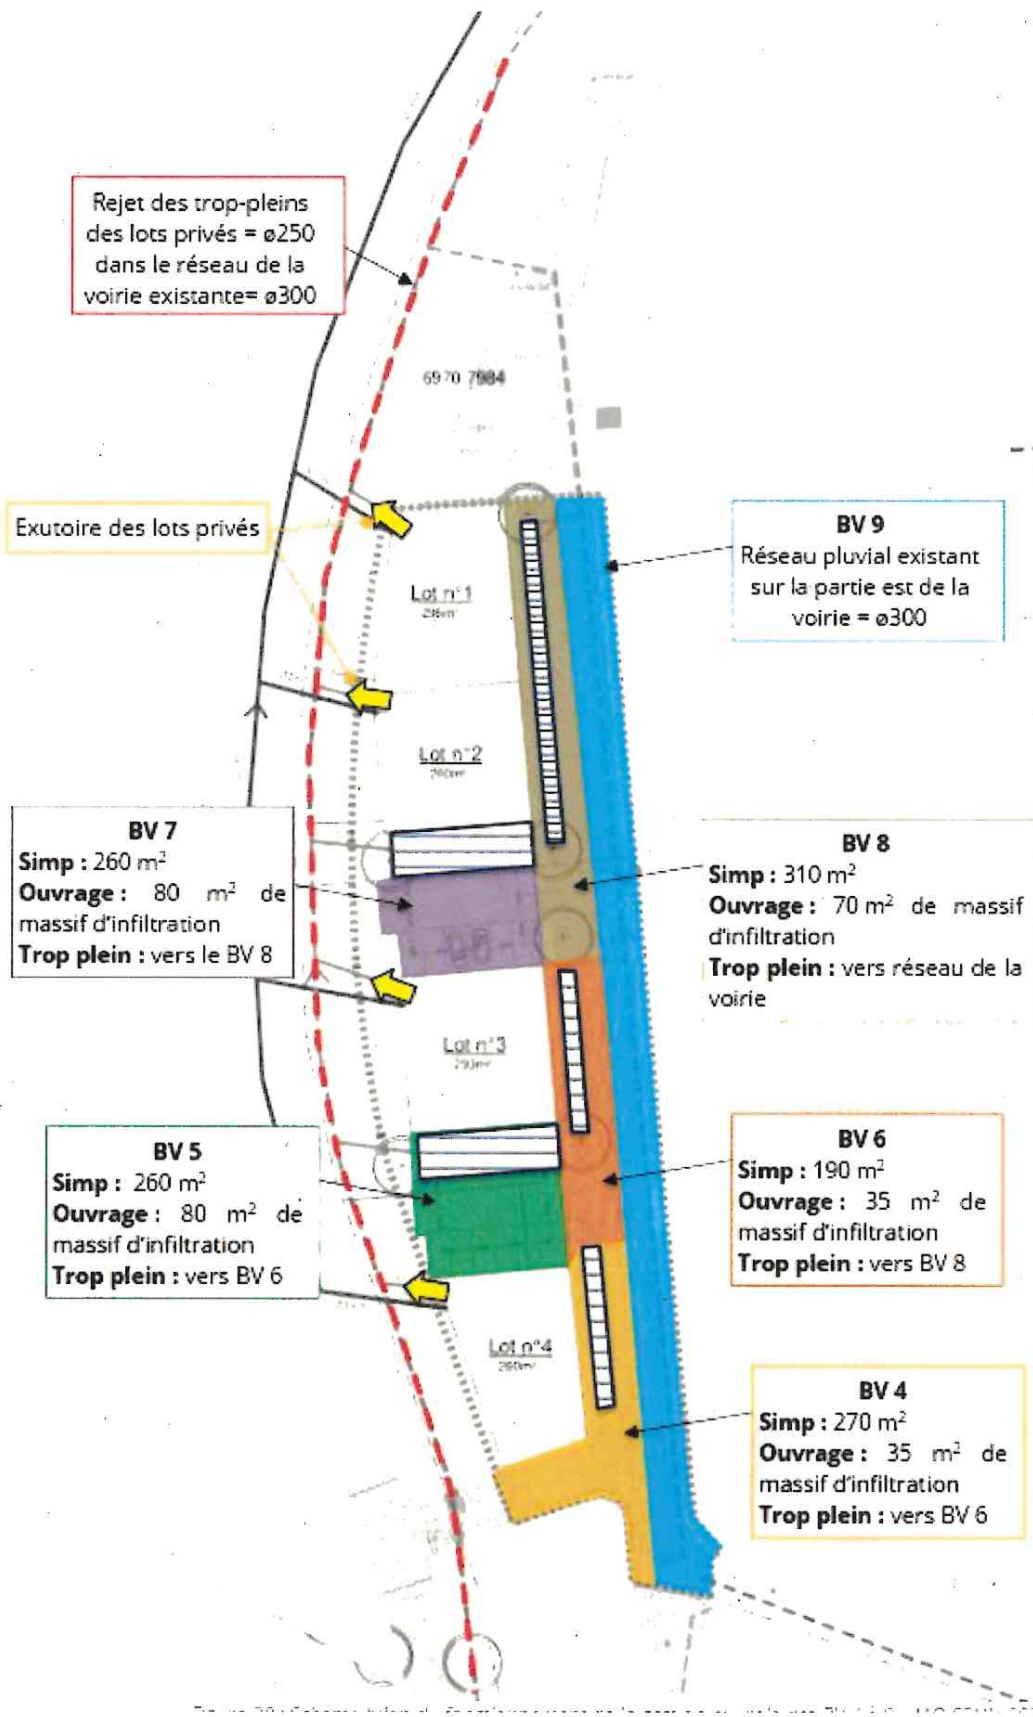 Rejet des trop-pleins
des lots privés = ø250
dans le réseau de la
voirie existante= ø300
6970 7984
Exutoire des lots privés
BV 9
Réseau pluvial existant
sur la partie est de la
voirie = ø300
Lot n°1
Lot n°2
BV 7
Simp : 260 m²
Ouvrage : 80 m² de
massif d'infiltration
Trop plein : vers le BV 8
BV 8
Simp : 310 m²
Ouvrage : 70 m² de massif
d'infiltration
Trop plein : vers réseau de la
voirie
Lot n°3
293m²
BV 5
Simp : 260 m²
Ouvrage : 80 m² de
massif d'infiltration
Trop plein : vers BV 6
BV 6
Simp : 190 m²
Ouvrage : 35 m² de
massif d'infiltration
Trop plein : vers BV 8
Lot n°4
BV 4
Simp : 270 m²
Ouvrage : 35 m² de
massif d'infiltration
Trop plein : vers BV 6